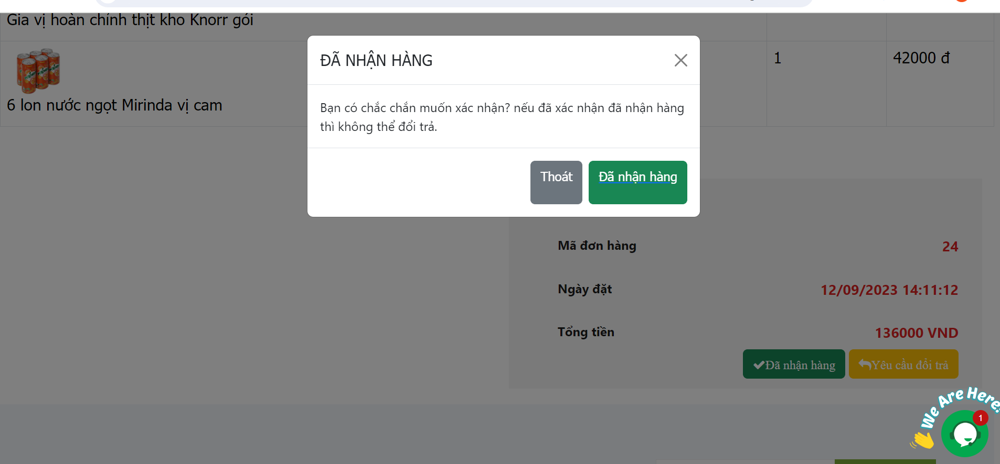 Gia vị hoàn chính thịt kho Knorr gói
6 lon nước ngọt Mirinda vị cam
1
42000 đ
ĐÃ NHẬN HÀNG
Bạn có chắc chắn muốn xác nhận? nếu đã xác nhận đã nhận hàng
thì không thể đổi trả.
Thoát
Đã nhận hàng
Mã đơn hàng
24
Ngày đặt
12/09/2023 14:11:12
Tổng tiền
136000 VND
Đã nhận hàng
Yêu cầu đổi trả
We Are Here!
1